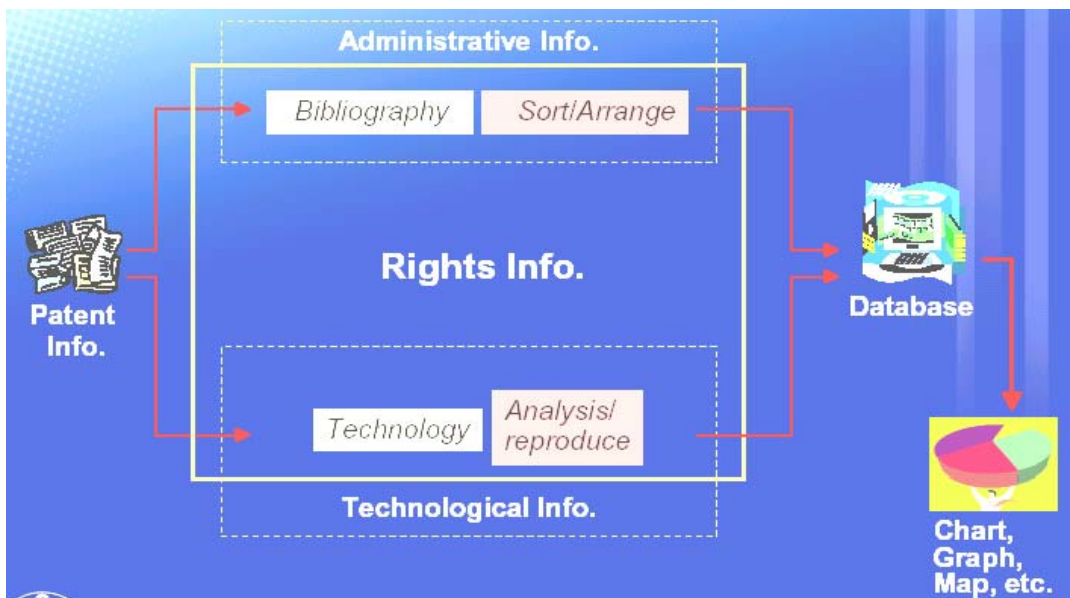 Administrative Info.
Bibliography
Sort/Arrange
Rights Info.
Patent
Info.
Database
Technology
Analysis/
reproduce
Technological Info.
Chart,
Graph,
Map, etc.